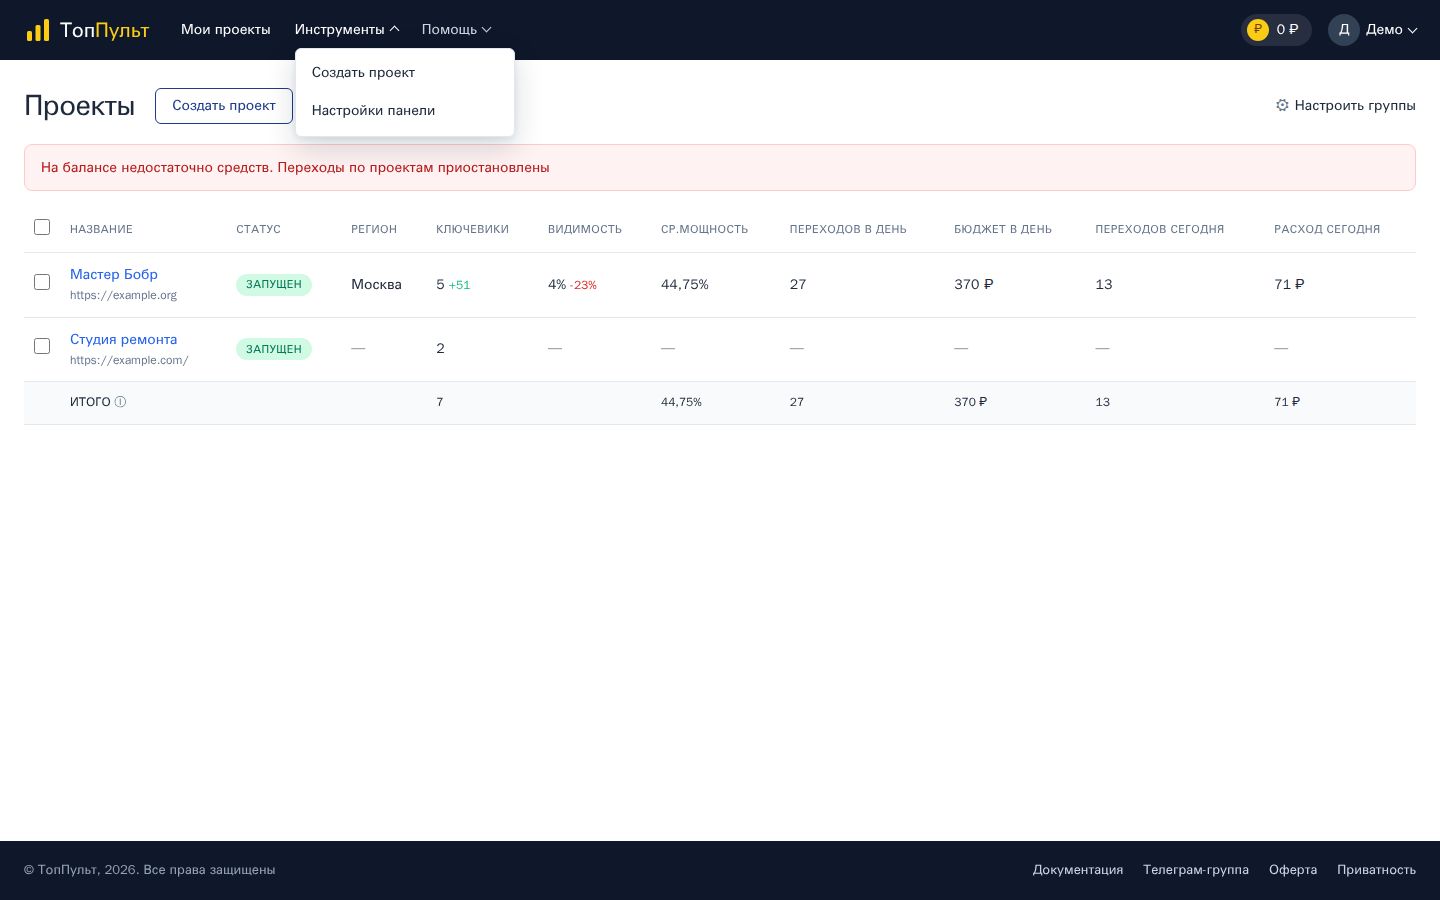 ТопПульт
Мои проекты
Инструменты
Помощь
₽ 0 ₽
Д Демо
Создать проект
Настройки панели
Проекты
Создать проект
Настроить группы
На балансе недостаточно средств. Переходы по проектам приостановлены
НАЗВАНИЕ СТАТУС РЕГИОН КЛЮЧЕВИКИ ВИДИМОСТЬ СР.МОЩНОСТЬ ПЕРЕХОДОВ В ДЕНЬ БЮДЖЕТ В ДЕНЬ ПЕРЕХОДОВ СЕГОДНЯ РАСХОД СЕГОДНЯ
Мастер Бобр
https://example.org
ЗАПУЩЕН Москва 5 +51 4% -23% 44,75% 27 370 ₽ 13 71 ₽
Студия ремонта
https://example.com/
ЗАПУЩЕН — 2 — — — — — —
ИТОГО ⓘ 7 44,75% 27 370 ₽ 13 71 ₽
© ТопПульт, 2026. Все права защищены
Документация Телеграм-группа Оферта Приватность